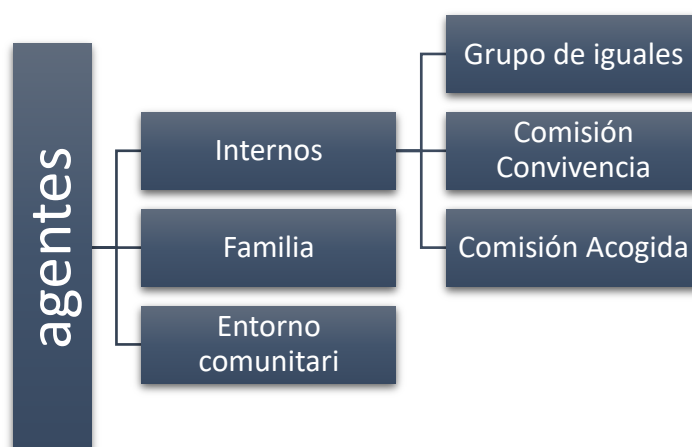 agentes
Internos
Familia
Entorno
comunitari
Grupo de iguales
Comisión
Convivencia
Comisión Acogida